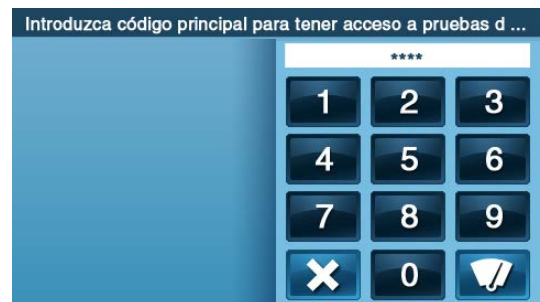 Introduzca código principal para tener acceso a pruebas d ...
****
1 2 3
4 5 6
7 8 9
0